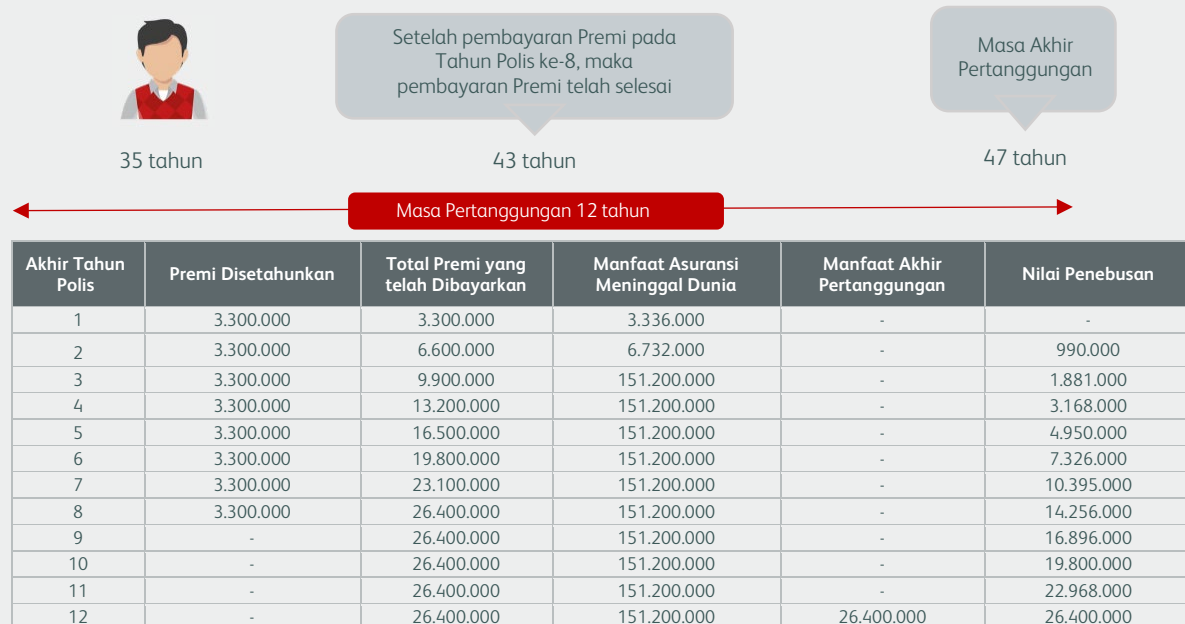 Setelah pembayaran Premi pada
Tahun Polis ke-8, maka
pembayaran Premi telah selesai
Masa Akhir
Pertanggungan
35 tahun
43 tahun
47 tahun
Masa Pertanggungan 12 tahun
Akhir Tahun Polis | Premi Disetahunkan | Total Premi yang telah Dibayarkan | Manfaat Asuransi Meninggal Dunia | Manfaat Akhir Pertanggungan | Nilai Penebusan
1 | 3.300.000 | 3.300.000 | 3.336.000 | - | -
2 | 3.300.000 | 6.600.000 | 6.732.000 | - | 990.000
3 | 3.300.000 | 9.900.000 | 151.200.000 | - | 1.881.000
4 | 3.300.000 | 13.200.000 | 151.200.000 | - | 3.168.000
5 | 3.300.000 | 16.500.000 | 151.200.000 | - | 4.950.000
6 | 3.300.000 | 19.800.000 | 151.200.000 | - | 7.326.000
7 | 3.300.000 | 23.100.000 | 151.200.000 | - | 10.395.000
8 | 3.300.000 | 26.400.000 | 151.200.000 | - | 14.256.000
9 | - | 26.400.000 | 151.200.000 | - | 16.896.000
10 | - | 26.400.000 | 151.200.000 | - | 19.800.000
11 | - | 26.400.000 | 151.200.000 | - | 22.968.000
12 | - | 26.400.000 | 151.200.000 | 26.400.000 | 26.400.000